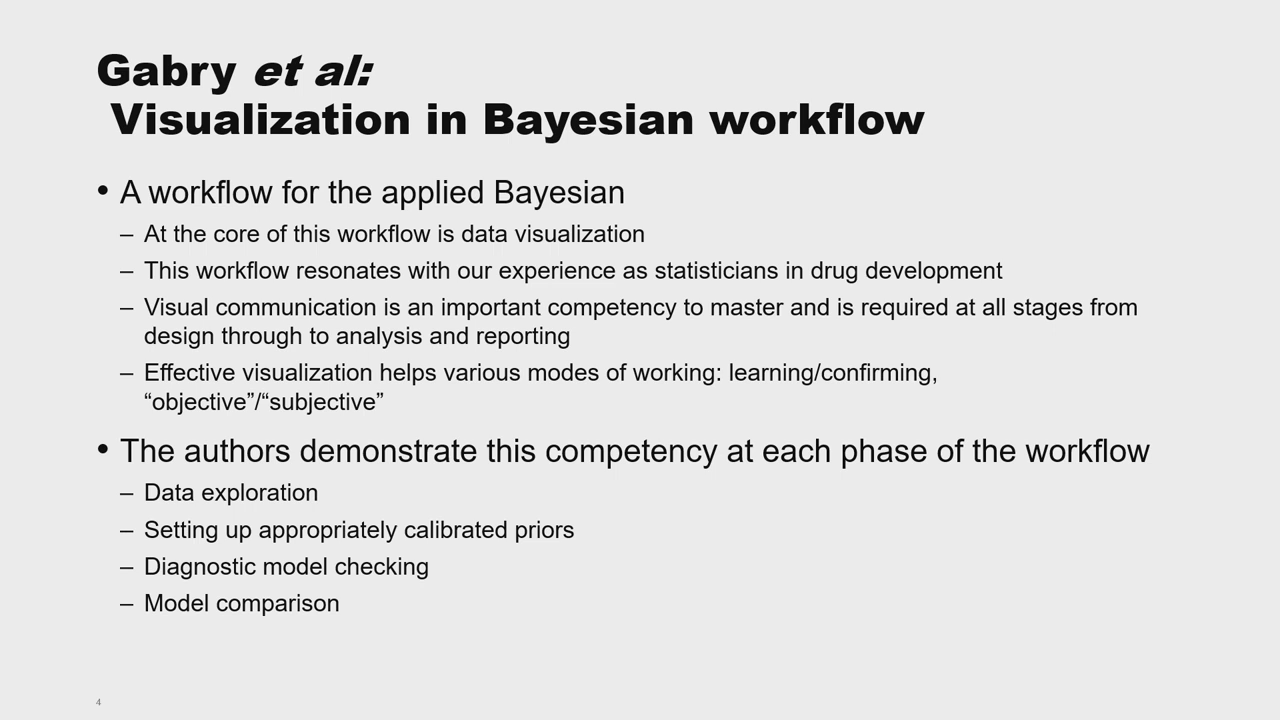 Gabry et al:
Visualization in Bayesian workflow
• A workflow for the applied Bayesian
– At the core of this workflow is data visualization
– This workflow resonates with our experience as statisticians in drug development
– Visual communication is an important competency to master and is required at all stages from
design through to analysis and reporting
– Effective visualization helps various modes of working: learning/confirming,
“objective”/“subjective”
• The authors demonstrate this competency at each phase of the workflow
– Data exploration
– Setting up appropriately calibrated priors
– Diagnostic model checking
– Model comparison
4